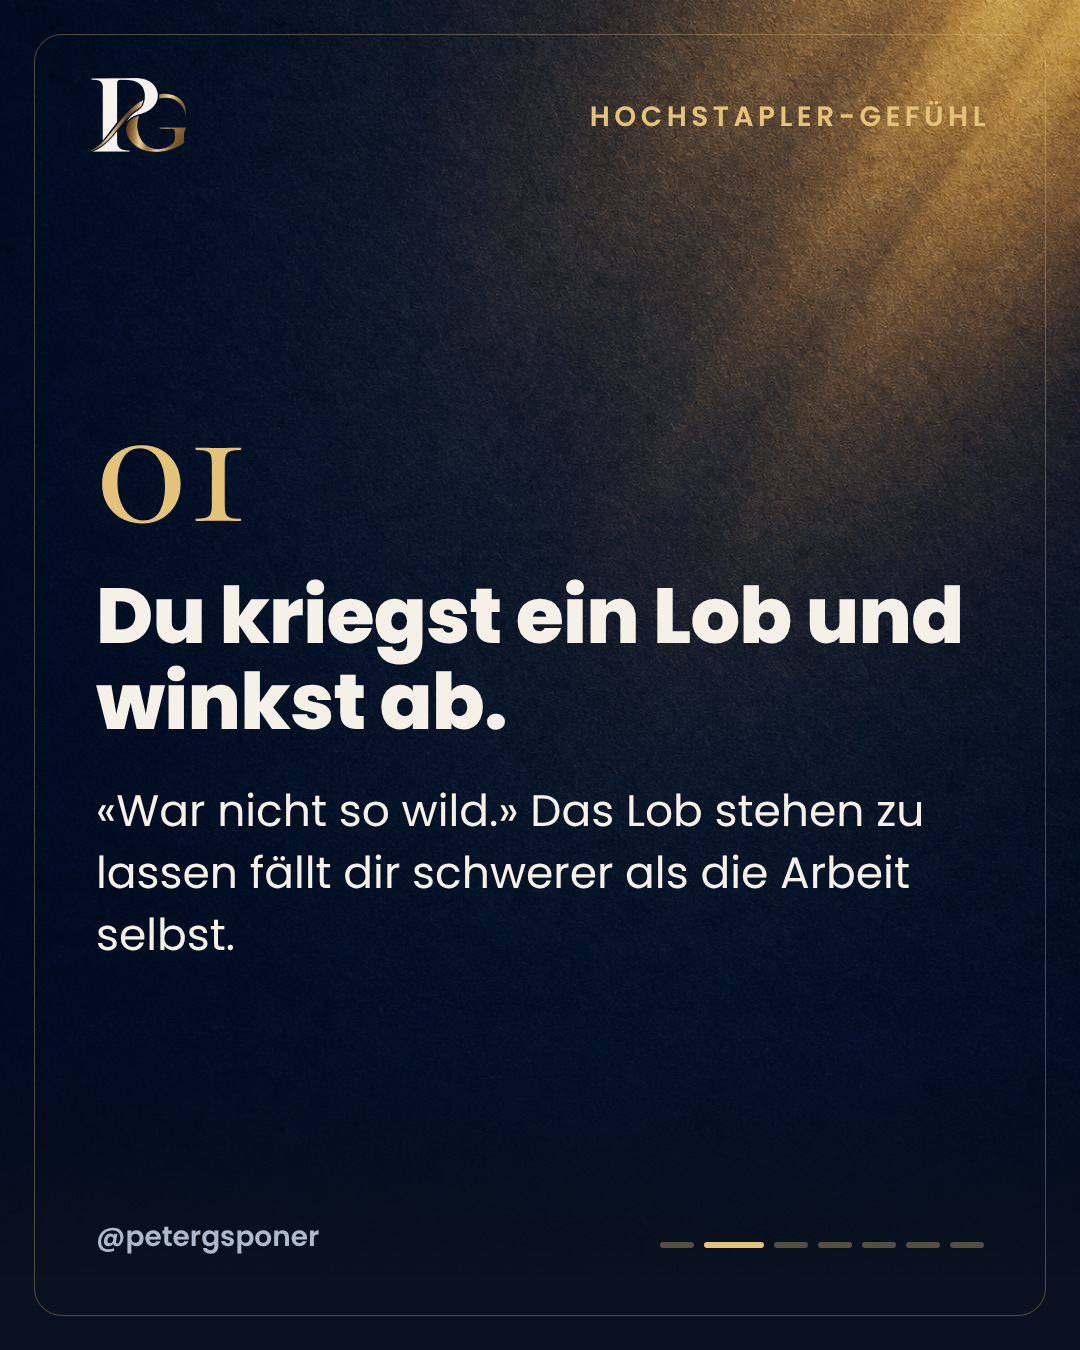 PG
HOCHSTAPLER-GEFÜHL
01
Du kriegst ein Lob und
winkst ab.
«War nicht so wild.» Das Lob stehen zu
lassen fällt dir schwerer als die Arbeit
selbst.
@petergsponer